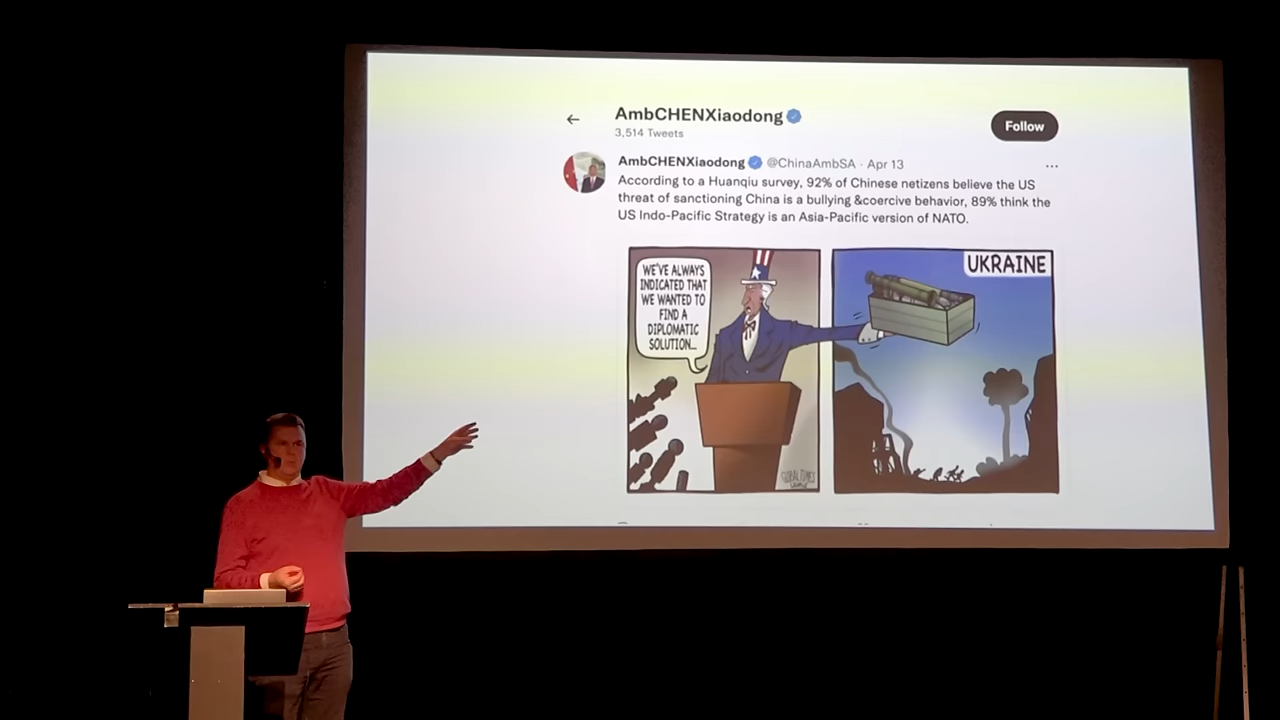 AmbCHENXiaodong
3,514 Tweets
Follow
AmbCHENXiaodong @ChinaAmbSA · Apr 13 ...
According to a Huanqiu survey, 92% of Chinese netizens believe the US
threat of sanctioning China is a bullying &coercive behavior, 89% think the
US Indo-Pacific Strategy is an Asia-Pacific version of NATO.
WE'VE ALWAYS
INDICATED THAT
WE WANTED TO
FIND A
DIPLOMATIC
SOLUTION...
UKRAINE
GLOBAL TIMES